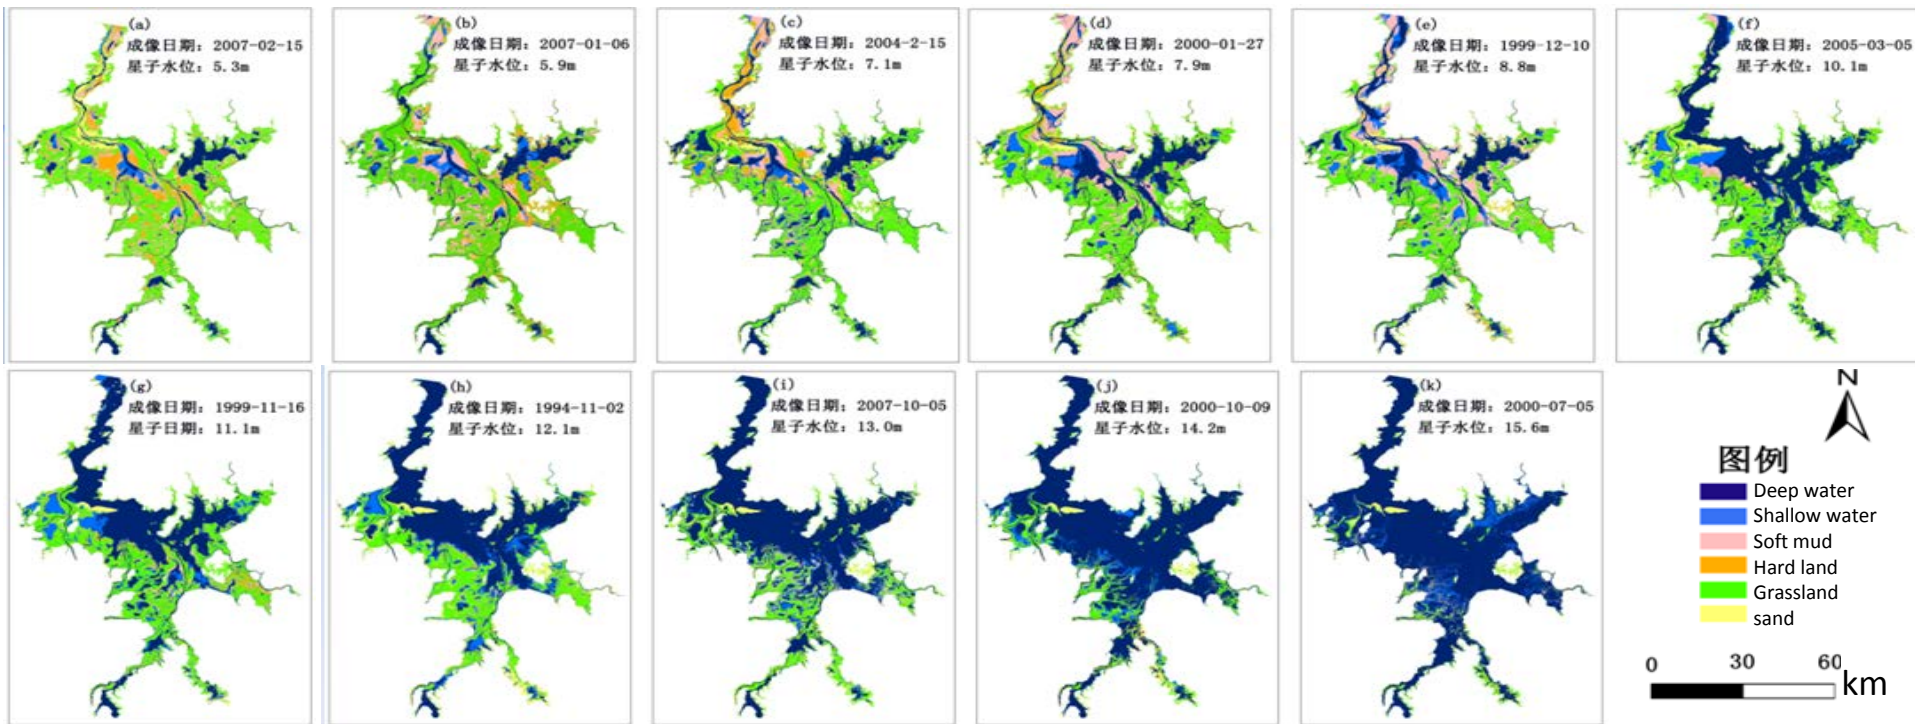 (a)
成像日期：2007-02-15
星子水位：5.3m
(b)
成像日期：2007-01-06
星子水位：5.9m
(c)
成像日期：2004-2-15
星子水位：7.1m
(d)
成像日期：2000-01-27
星子水位：7.9m
(e)
成像日期：1999-12-10
星子水位：8.8m
(f)
成像日期：2005-03-05
星子水位：10.1m
(g)
成像日期：1999-11-16
星子日期：11.1m
(h)
成像日期：1994-11-02
星子水位：12.1m
(i)
成像日期：2007-10-05
星子水位：13.0m
(j)
成像日期：2000-10-09
星子水位：14.2m
(k)
成像日期：2000-07-05
星子水位：15.6m
N
图例
Deep water
Shallow water
Soft mud
Hard land
Grassland
sand
0 30 60 km